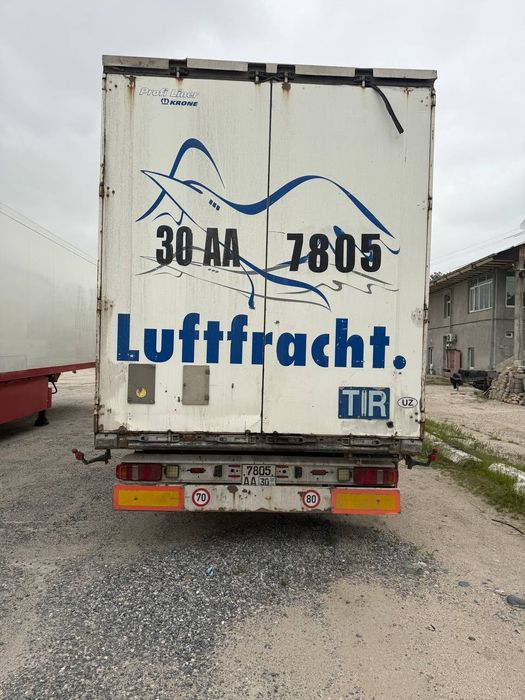 Profi Liner
KRONE
30 AA 7805
Luftfracht.
TIR
UZ
7805
AA 30
70
80